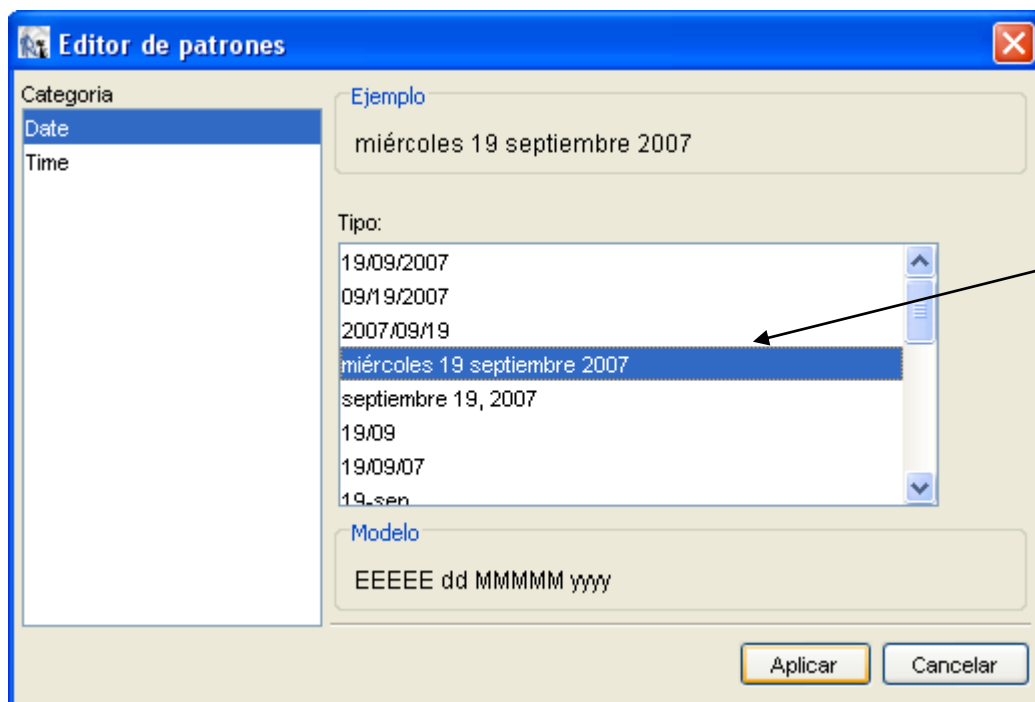 Editor de patrones
Categoria
Date
Time
Ejemplo
miércoles 19 septiembre 2007
Tipo:
19/09/2007
09/19/2007
2007/09/19
miércoles 19 septiembre 2007
septiembre 19, 2007
19/09
19/09/07
19-sep
Modelo
EEEEE dd MMMMM yyyy
Aplicar
Cancelar